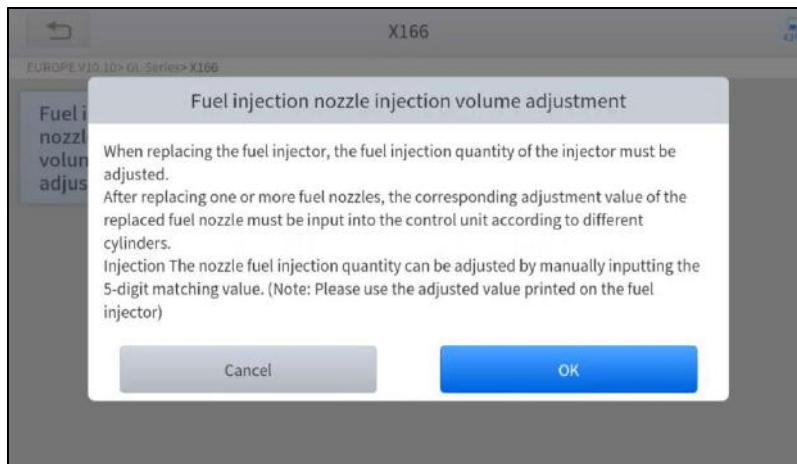 X166
EUROPE V10.10> GL-Series> X166
Fuel i
nozzl
volun
adjus
Fuel injection nozzle injection volume adjustment
When replacing the fuel injector, the fuel injection quantity of the injector must be
adjusted.
After replacing one or more fuel nozzles, the corresponding adjustment value of the
replaced fuel nozzle must be input into the control unit according to different
cylinders.
Injection The nozzle fuel injection quantity can be adjusted by manually inputting the
5-digit matching value. (Note: Please use the adjusted value printed on the fuel
injector)
Cancel
OK